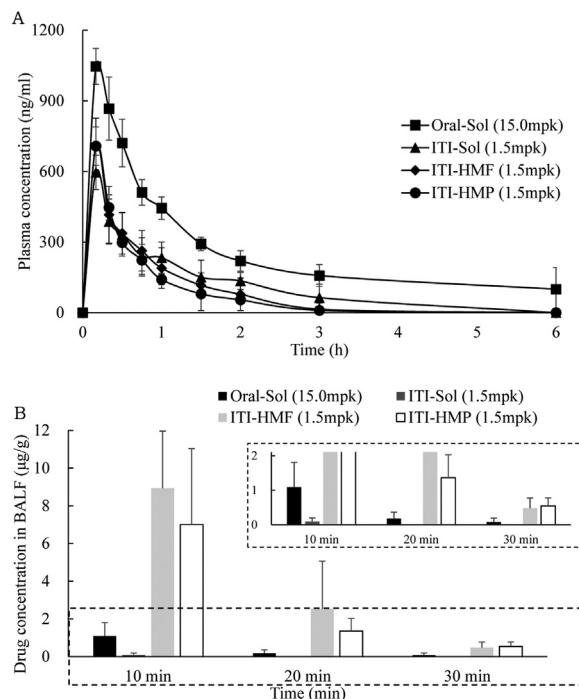 A
1200
900
600
300
0
Plasma concentration (ng/ml)
Oral-Sol (15.0mpk)
ITI-Sol (1.5mpk)
ITI-HMF (1.5mpk)
ITI-HMP (1.5mpk)
0 1 2 3 4 5 6
Time (h)
B
Oral-Sol (15.0mpk) ITI-Sol (1.5mpk)
ITI-HMF (1.5mpk) ITI-HMP (1.5mpk)
12
10
8
6
4
2
0
Drug concentration in BALF (μg/g)
2
1
0
10 min 20 min 30 min
10 min 20 min 30 min
Time (min)